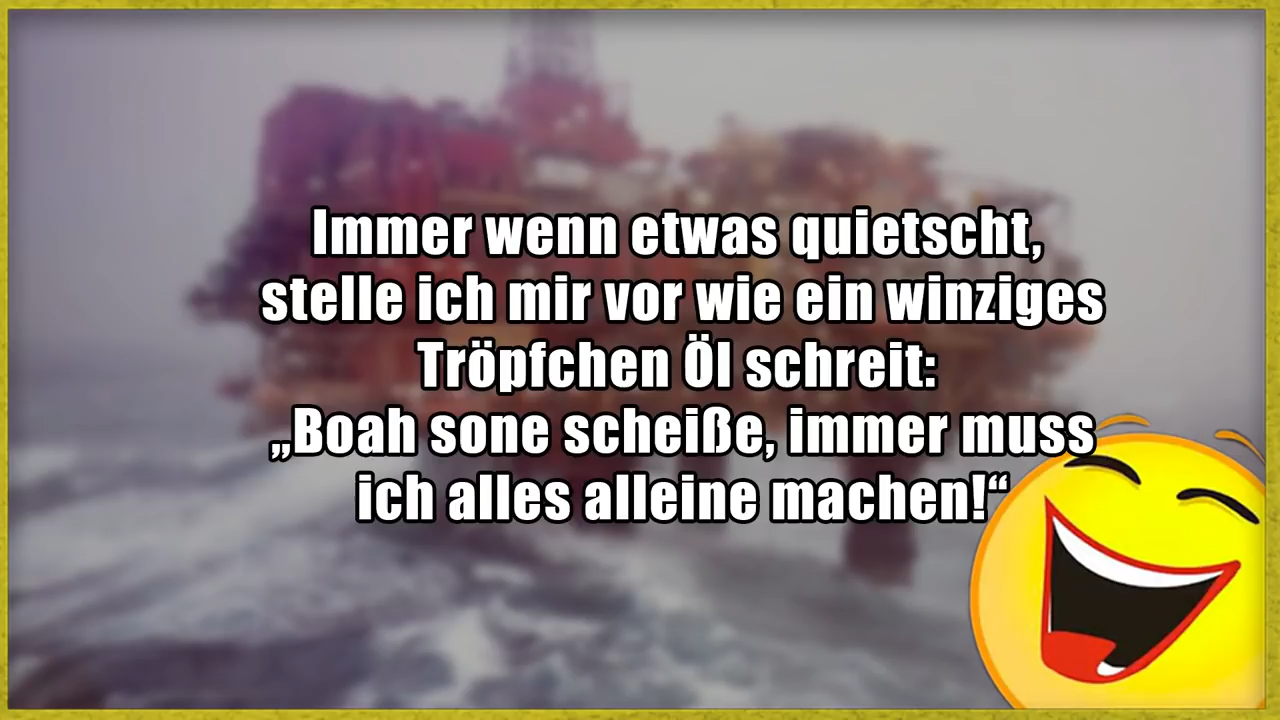 Immer wenn etwas quietscht,
stelle ich mir vor wie ein winziges
Tröpfchen Öl schreit:
„Boah sone scheiße, immer muss
ich alles alleine machen!“